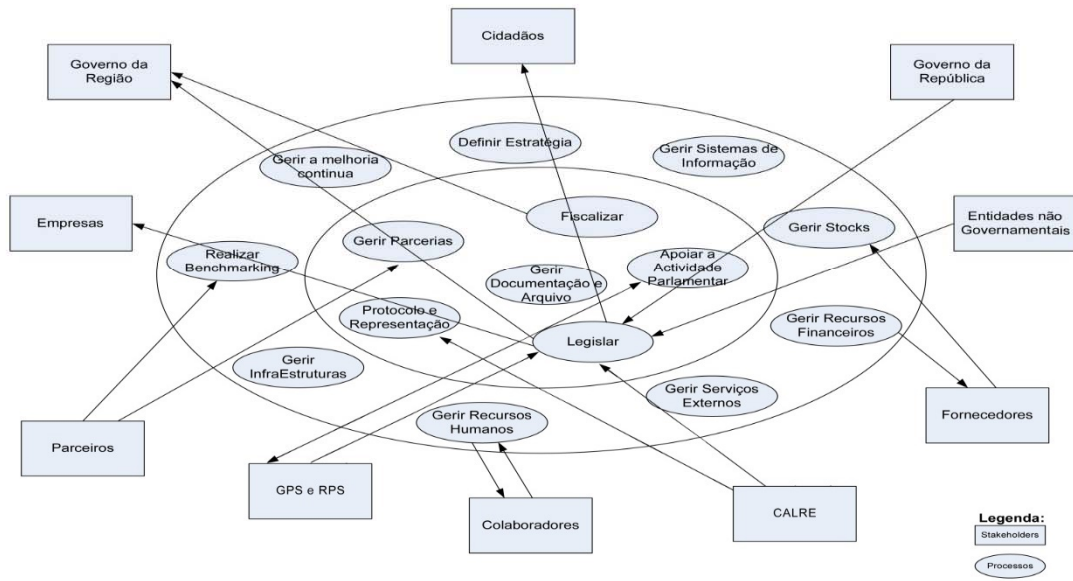 Cidadãos
Governo da
Região
Governo da
República
Definir Estratégia
Gerir Sistemas de
Informação
Gerir a melhoria
continua
Empresas
Fiscalizar
Entidades não
Governamentais
Gerir Stocks
Gerir Parcerias
Realizar
Benchmarking
Apoiar a
Actividade
Parlamentar
Gerir
Documentação e
Arquivo
Protocolo e
Representação
Gerir Recursos
Financeiros
Legislar
Gerir
InfraEstruturas
Gerir Serviços
Externos
Gerir Recursos
Humanos
Parceiros
Fornecedores
GPS e RPS
Colaboradores
CALRE
Legenda:
Stakeholders
Processos